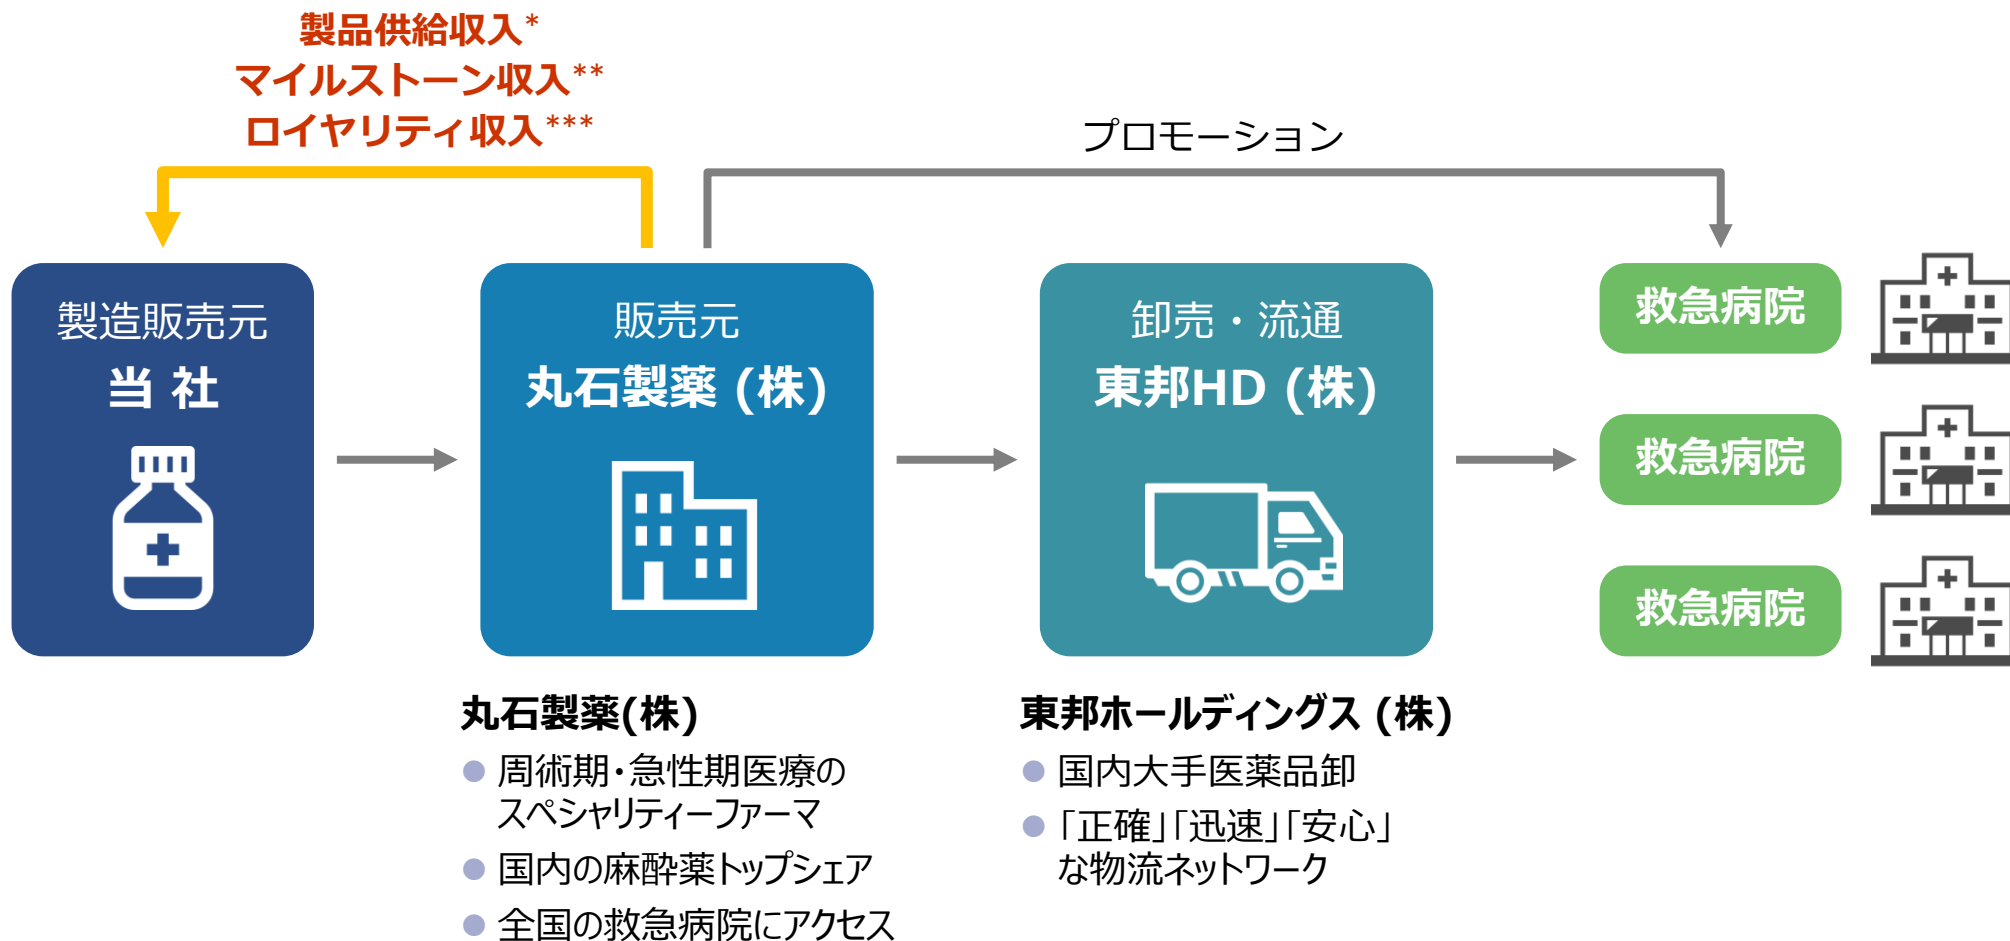 製品供給収入*
マイルストーン収入**
ロイヤリティ収入***
プロモーション
製造販売元
当 社
販売元
丸石製薬 (株)
卸売・流通
東邦HD (株)
救急病院
救急病院
救急病院
丸石製薬(株)
● 周術期・急性期医療の
スペシャリティーファーマ
● 国内の麻酔薬トップシェア
● 全国の救急病院にアクセス
東邦ホールディングス (株)
● 国内大手医薬品卸
● 「正確」「迅速」「安心」
な物流ネットワーク